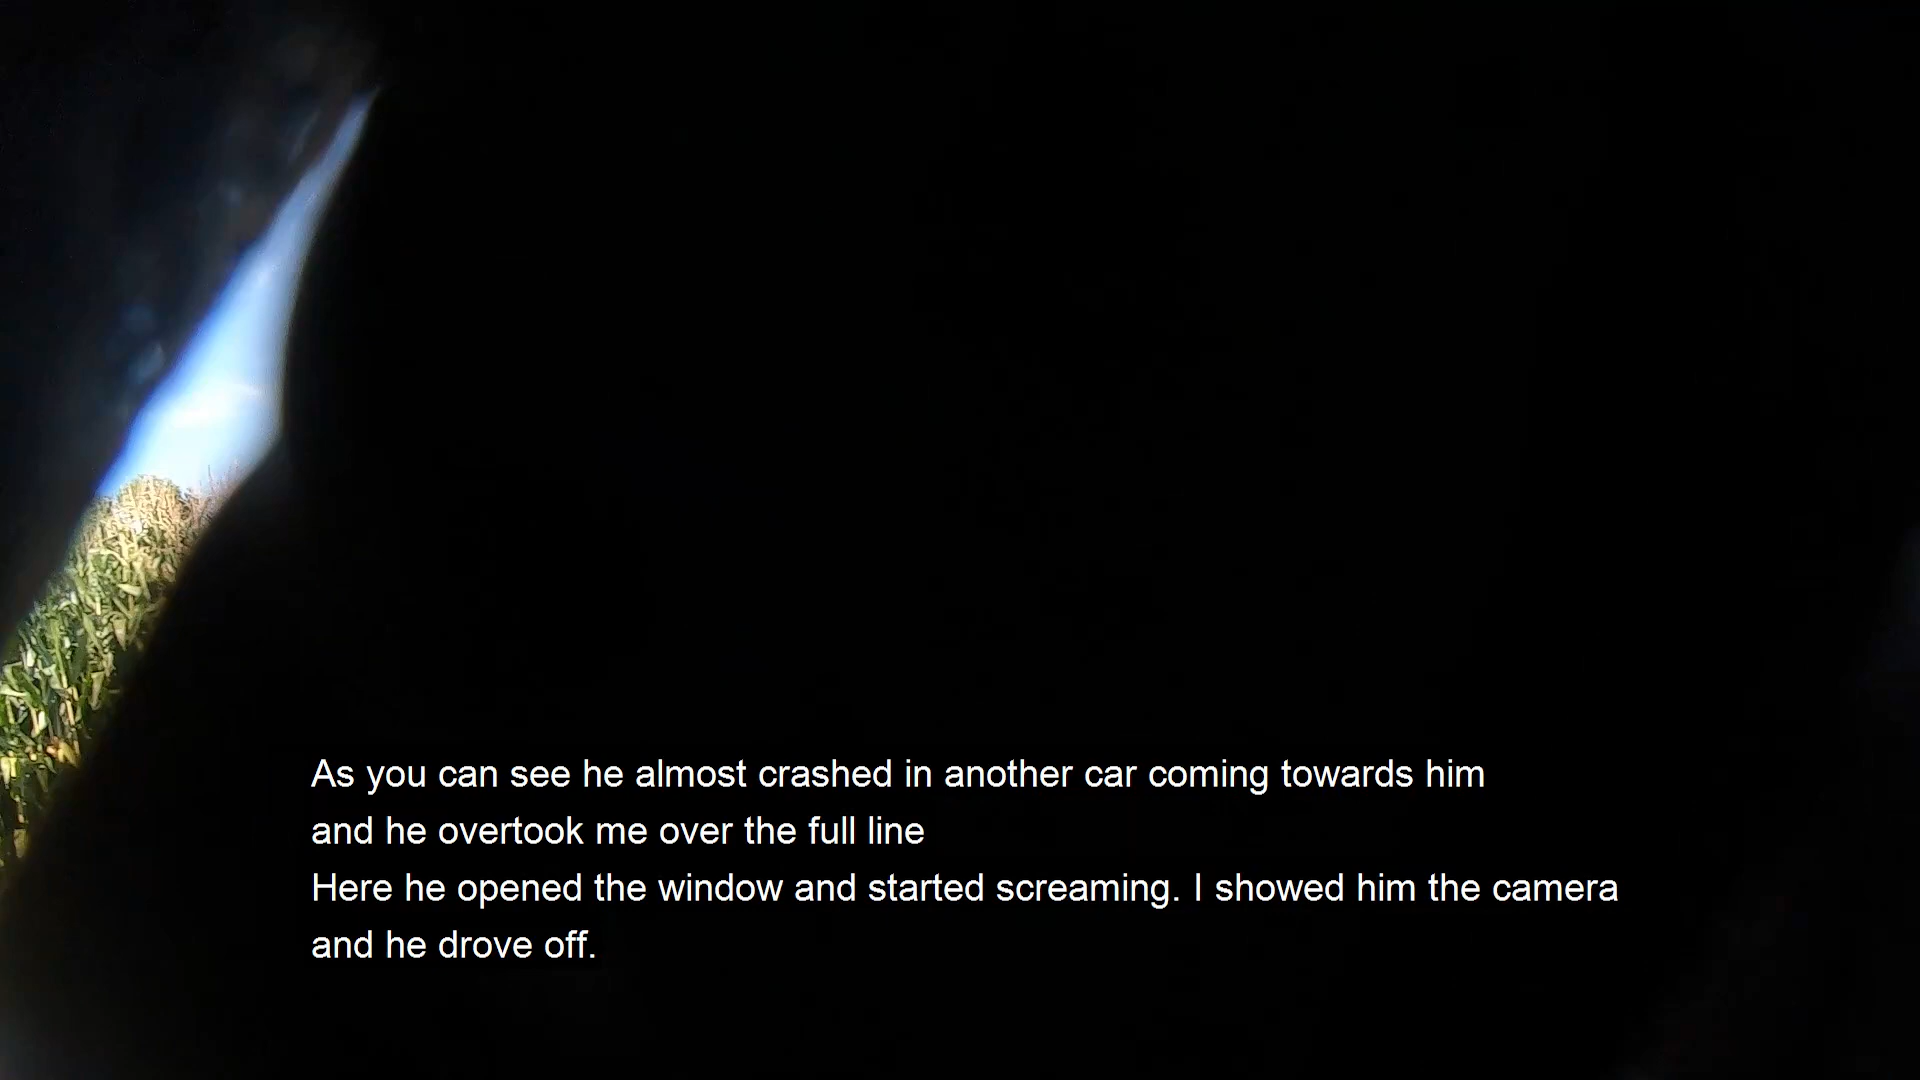 As you can see he almost crashed in another car coming towards him
and he overtook me over the full line
Here he opened the window and started screaming. I showed him the camera
and he drove off.